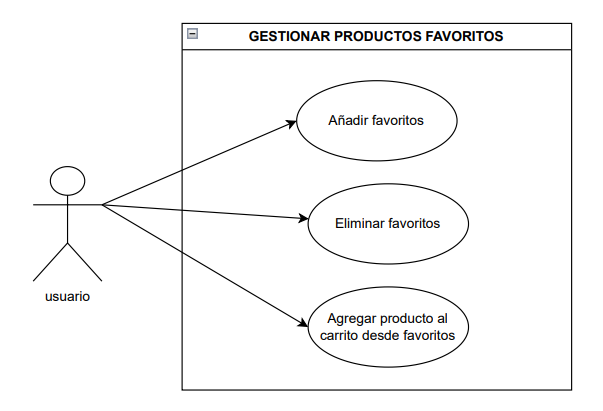 GESTIONAR PRODUCTOS FAVORITOS
Añadir favoritos
Eliminar favoritos
usuario
Agregar producto al
carrito desde favoritos